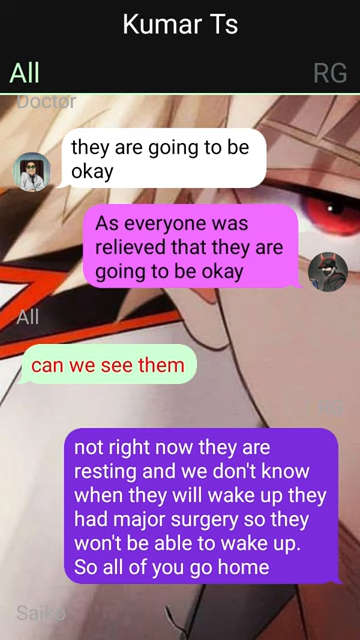 Kumar Ts
All RG
Doctor
they are going to be
okay
As everyone was
relieved that they are
going to be okay
All
can we see them
RG
not right now they are
resting and we don't know
when they will wake up they
had major surgery so they
won't be able to wake up.
So all of you go home
Saiko